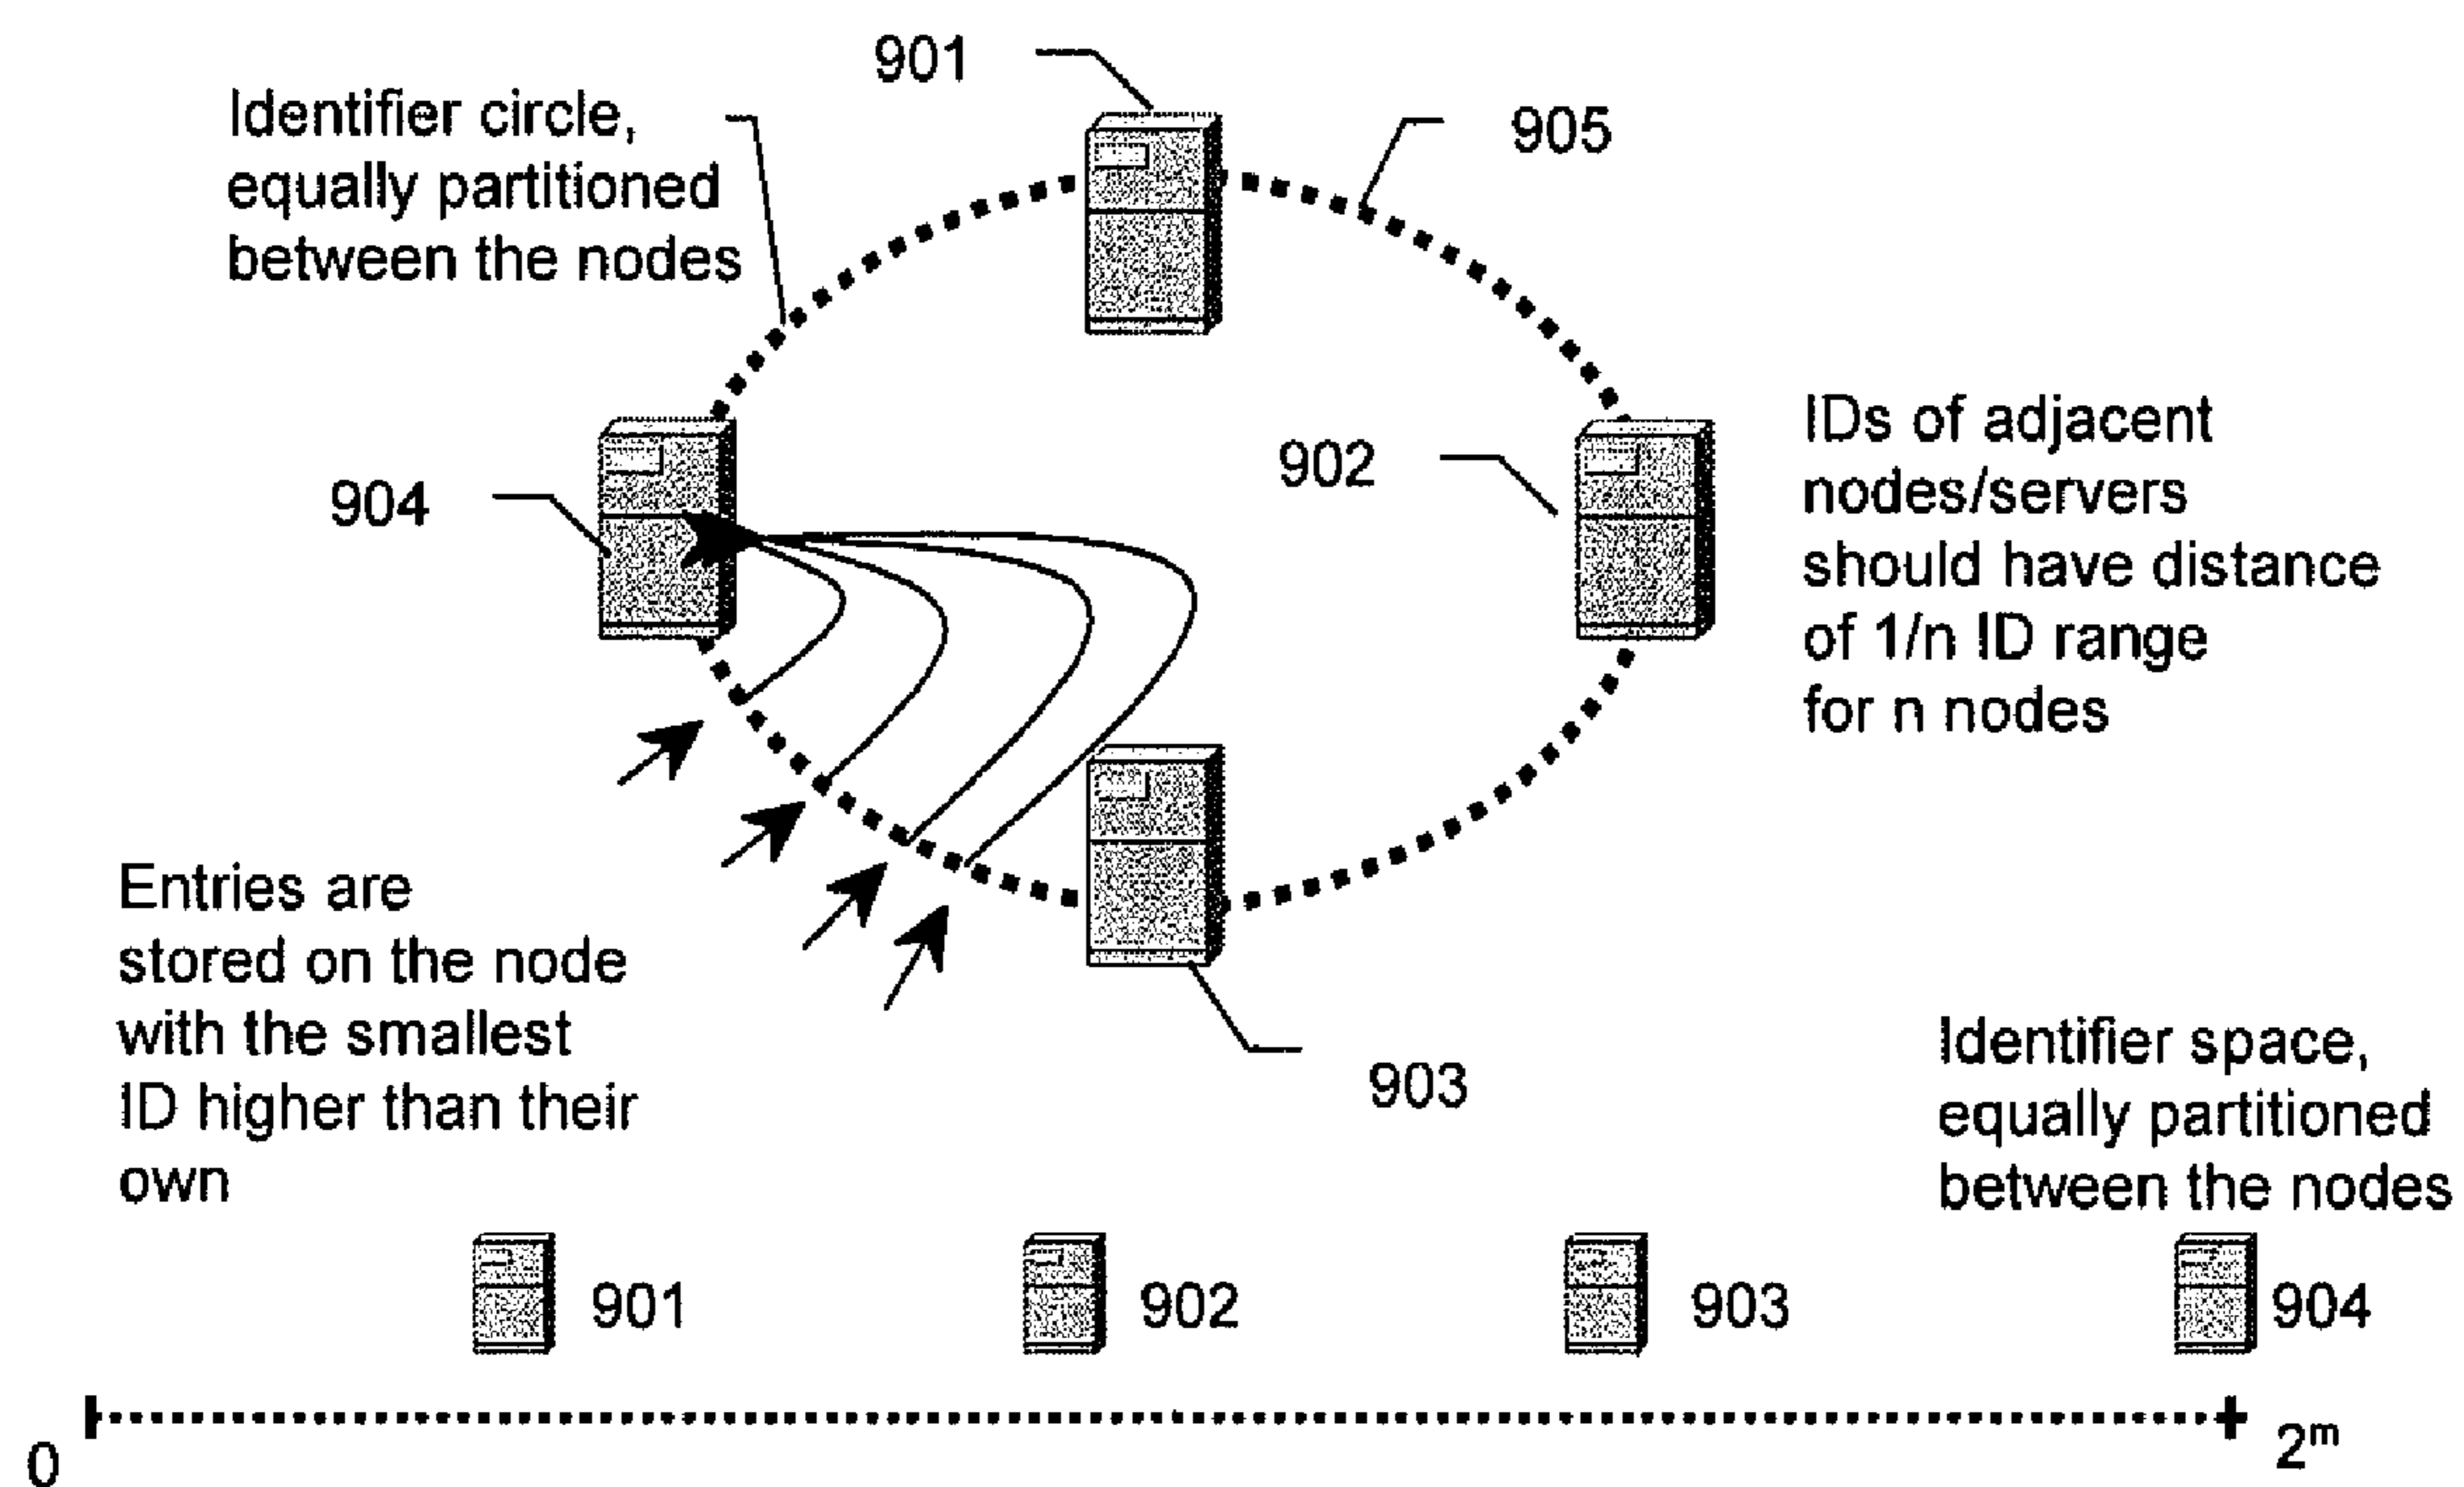 901
Identifier circle,
equally partitioned
between the nodes
905
902
904
IDs of adjacent
nodes/servers
should have distance
of 1/n ID range
for n nodes
Entries are
stored on the node
with the smallest
ID higher than their
own
903
Identifier space,
equally partitioned
between the nodes
901
902
903
904
0
2ᵐ